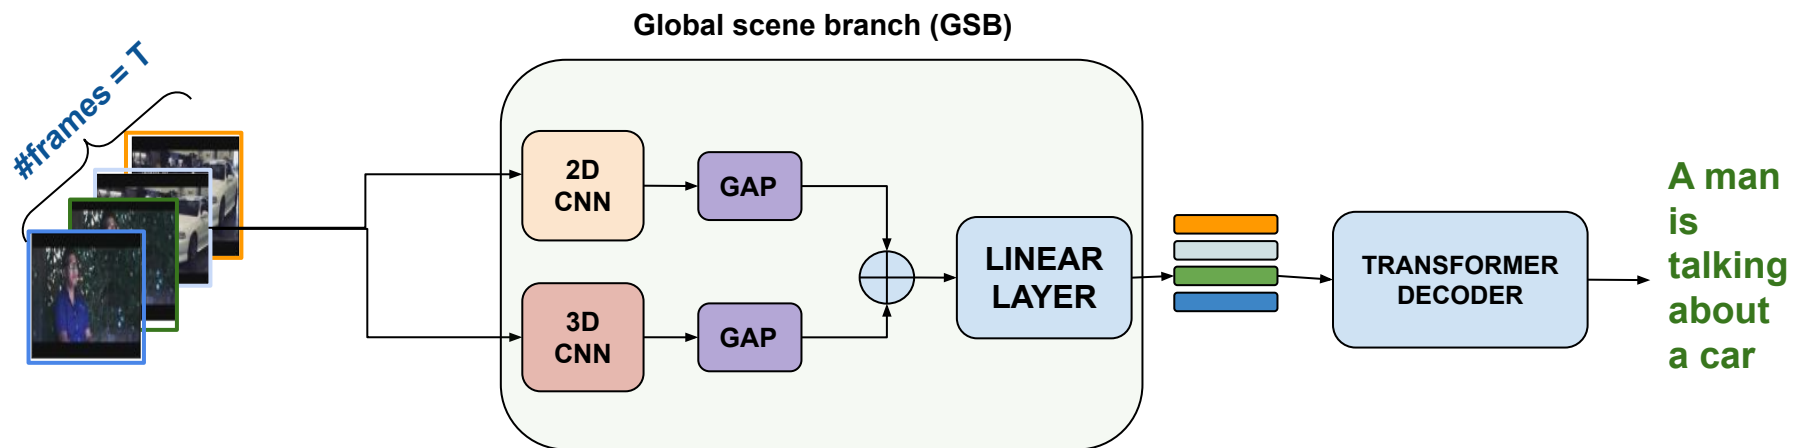 Global scene branch (GSB)
#frames = T
2D
CNN
GAP
3D
CNN
GAP
LINEAR
LAYER
TRANSFORMER
DECODER
A man
is
talking
about
a car